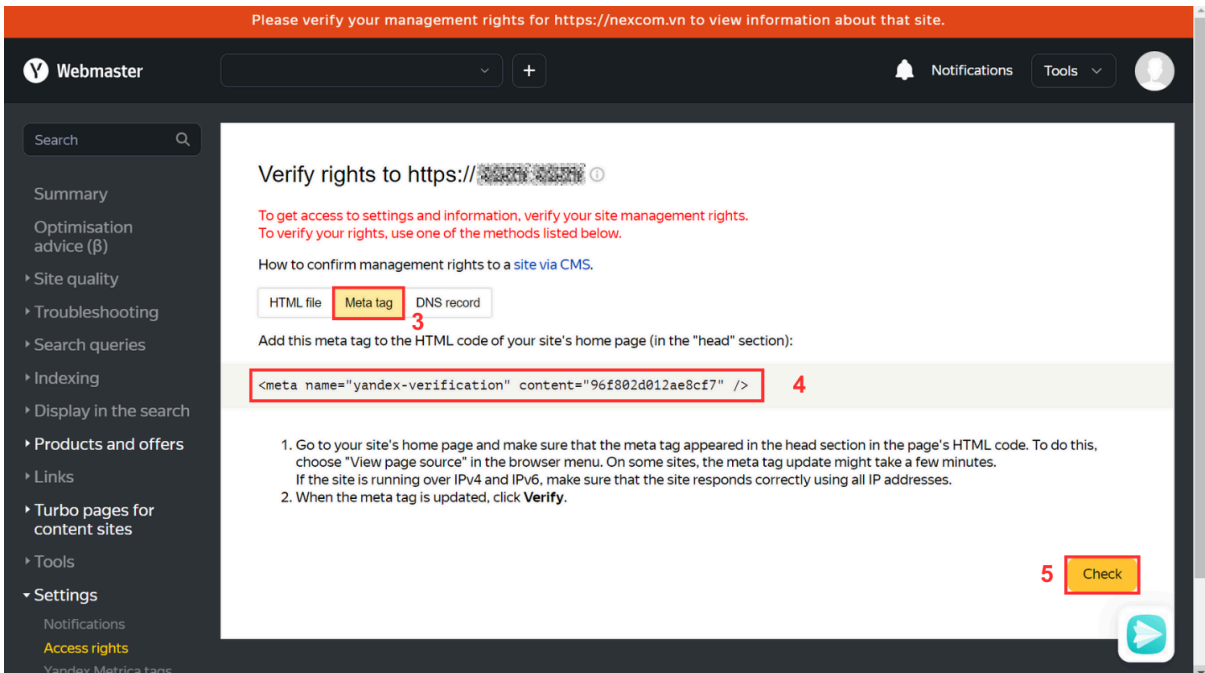 Please verify your management rights for https://nexcom.vn to view information about that site.
Y Webmaster
+
Notifications
Tools
Search
Summary
Optimisation
advice (β)
Site quality
Troubleshooting
Search queries
Indexing
Display in the search
Products and offers
Links
Turbo pages for
content sites
Tools
Settings
Notifications
Access rights
Yandex Metrica tags
Verify rights to https://
To get access to settings and information, verify your site management rights.
To verify your rights, use one of the methods listed below.
How to confirm management rights to a site via CMS.
HTML file Meta tag DNS record
3
Add this meta tag to the HTML code of your site's home page (in the "head" section):
<meta name="yandex-verification" content="96f802d012ae8cf7" />
4
1. Go to your site's home page and make sure that the meta tag appeared in the head section in the page's HTML code. To do this,
choose "View page source" in the browser menu. On some sites, the meta tag update might take a few minutes.
If the site is running over IPv4 and IPv6, make sure that the site responds correctly using all IP addresses.
2. When the meta tag is updated, click Verify.
5 Check